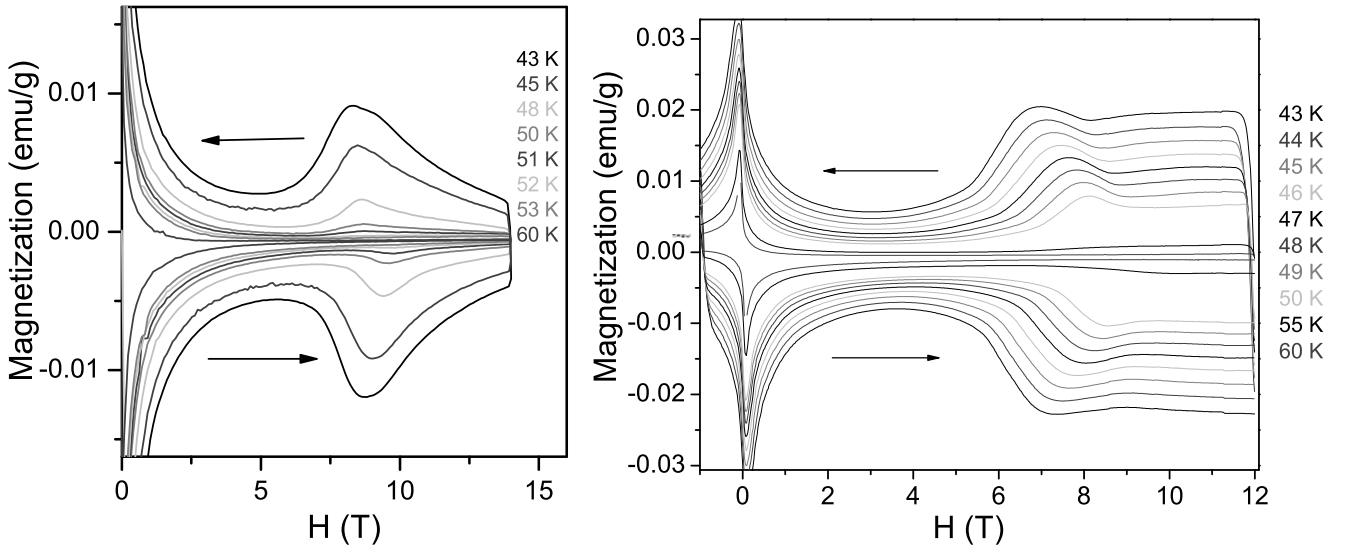 Magnetization (emu/g)
0.01
0.00
-0.01
0
5
10
15
H (T)
43 K
45 K
48 K
50 K
51 K
52 K
53 K
60 K
Magnetization (emu/g)
0.03
0.02
0.01
0.00
-0.01
-0.02
-0.03
0
2
4
6
8
10
12
H (T)
43 K
44 K
45 K
46 K
47 K
48 K
49 K
50 K
55 K
60 K